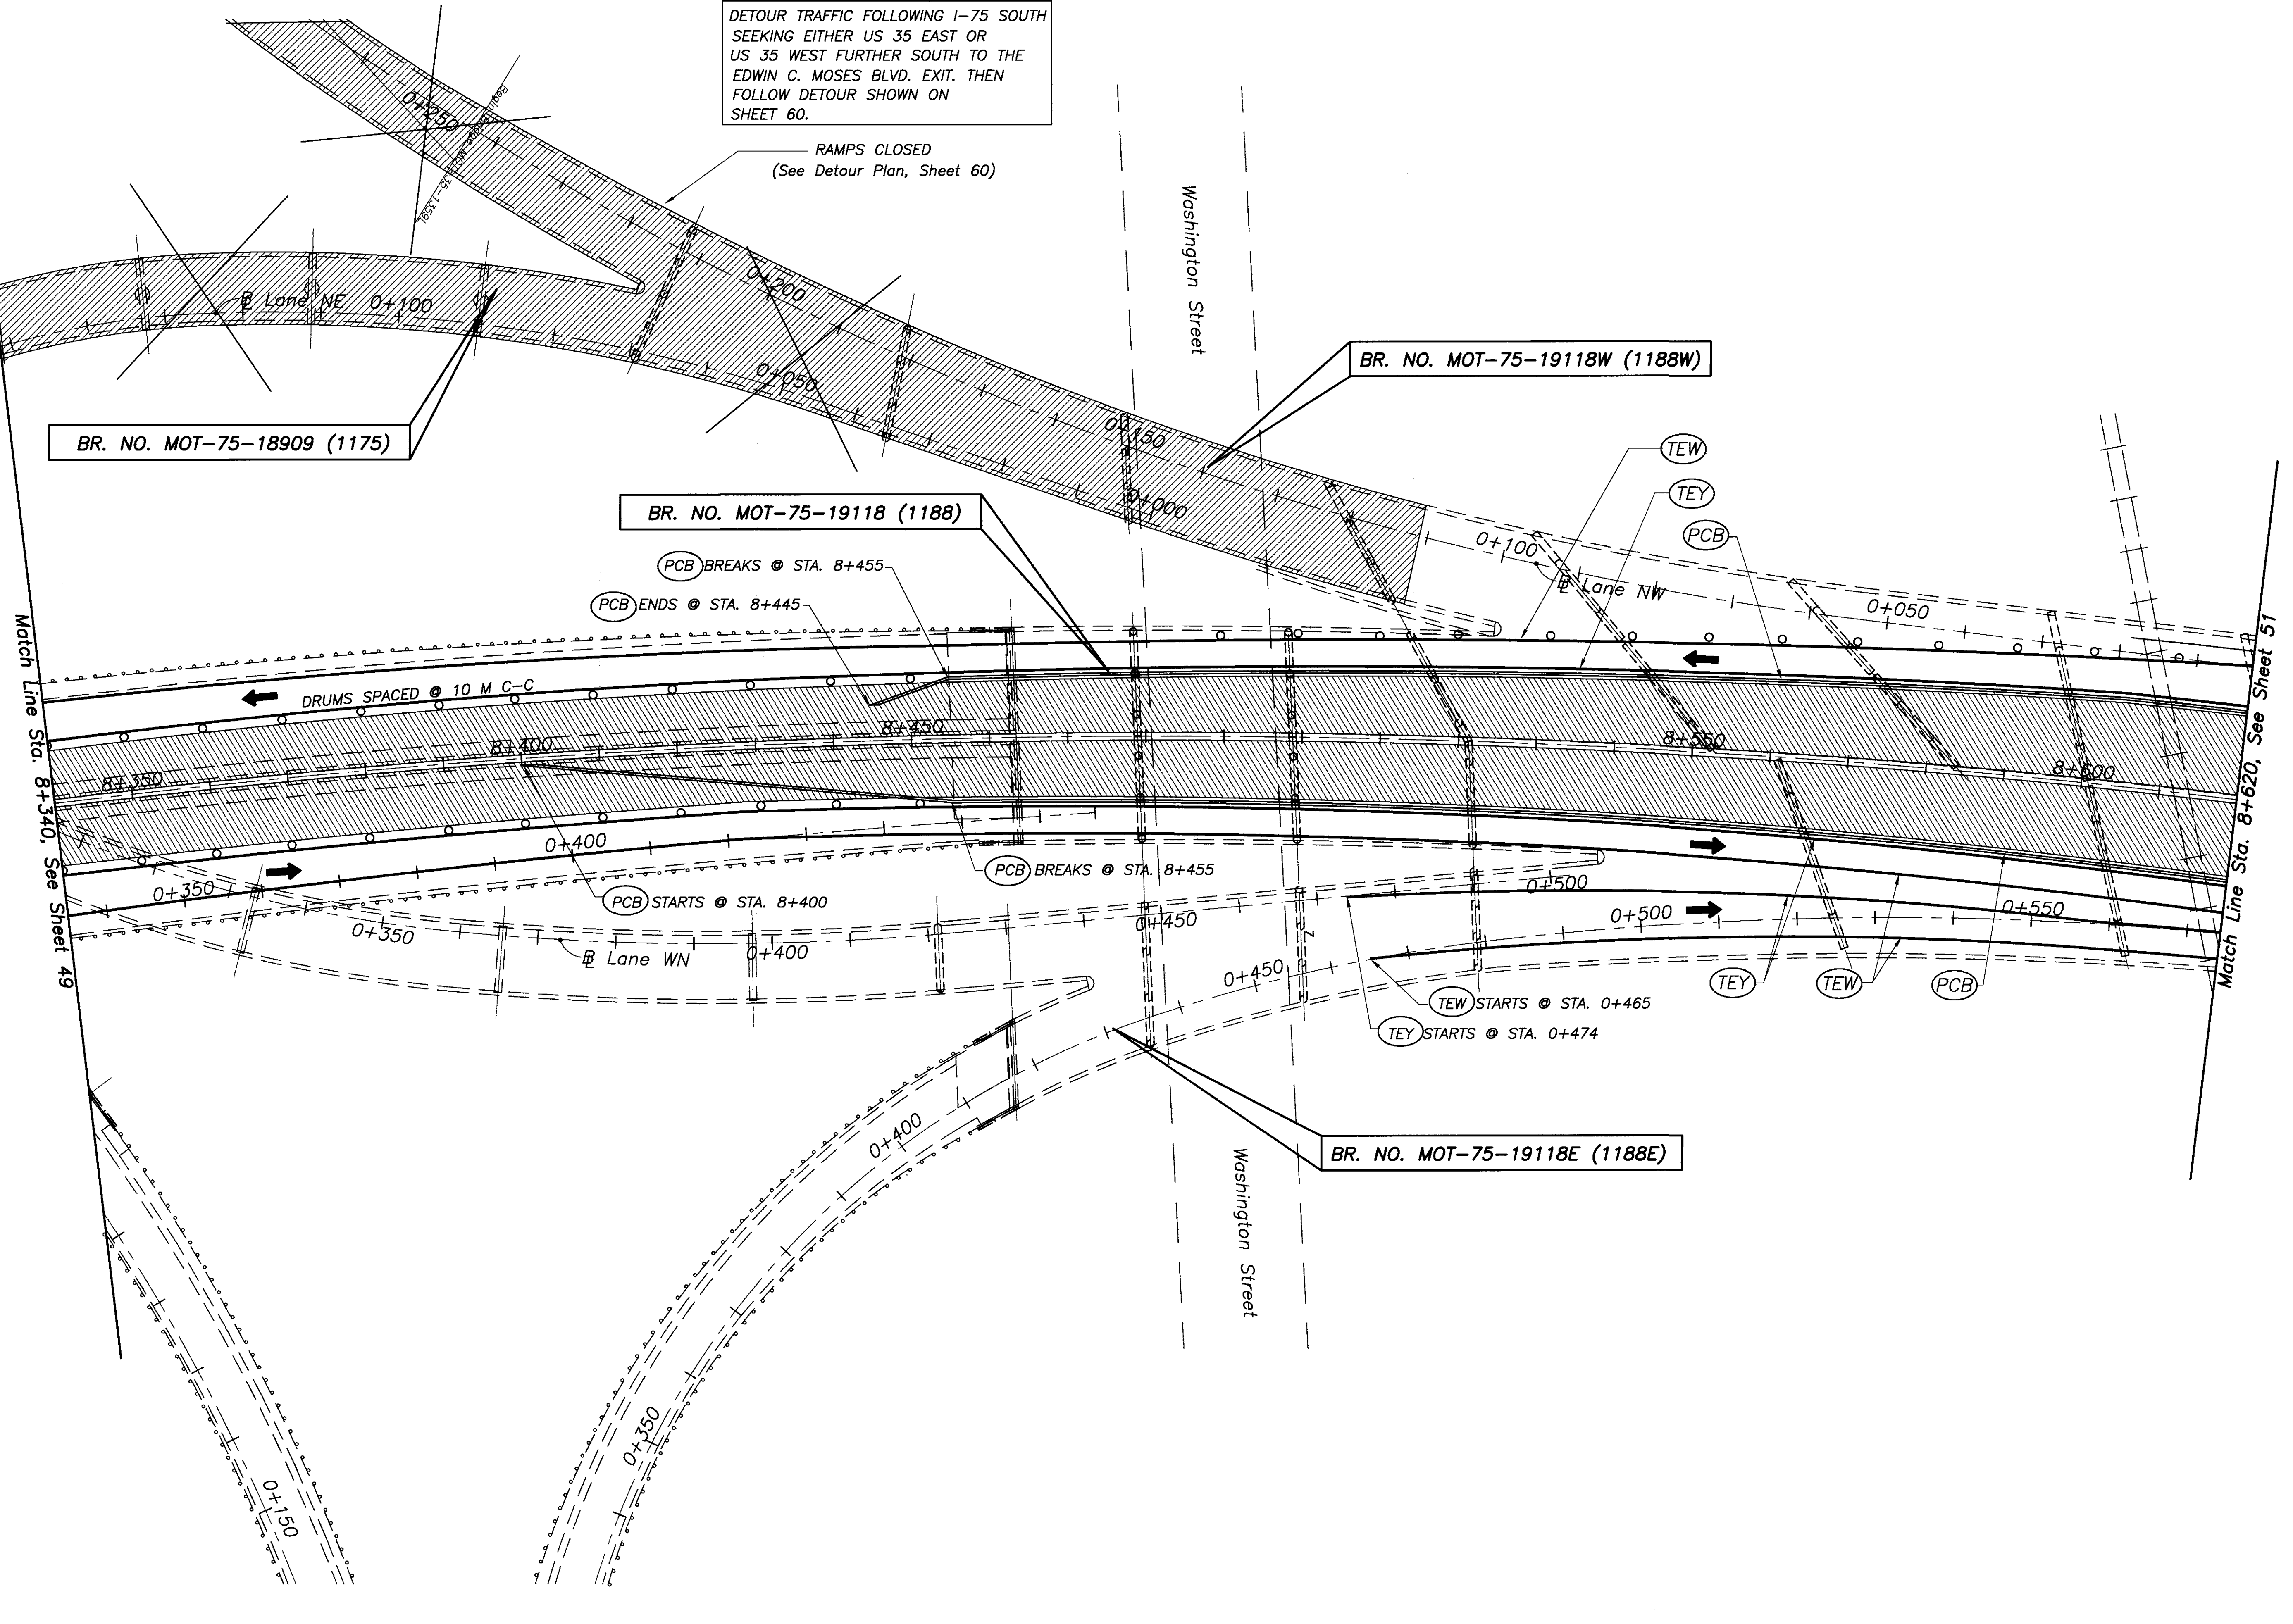 DETOUR TRAFFIC FOLLOWING I-75 SOUTH
SEEKING EITHER US 35 EAST OR
US 35 WEST FURTHER SOUTH TO THE
EDWIN C. MOSES BLVD. EXIT. THEN
FOLLOW DETOUR SHOWN ON
SHEET 60.
RAMPS CLOSED
(See Detour Plan, Sheet 60)
0+250
Washington Street
0+200
℄ Lane NE
0+100
0+050
BR. NO. MOT-75-19118W (1188W)
BR. NO. MOT-75-18909 (1175)
0+150
TEW
TEY
0+000
BR. NO. MOT-75-19118 (1188)
PCB
0+100
PCB BREAKS @ STA. 8+455
℄ Lane NW
PCB ENDS @ STA. 8+445
0+050
Match Line Sta. 8+340, See Sheet 49
DRUMS SPACED @ 10 M C-C
8+350
8+400
8+450
8+550
8+600
Match Line Sta. 8+620, See Sheet 51
0+400
PCB BREAKS @ STA. 8+455
0+350
PCB STARTS @ STA. 8+400
0+500
0+500
0+550
0+450
0+350
℄ Lane WN
0+400
0+450
TEY
TEW
PCB
TEW STARTS @ STA. 0+465
TEY STARTS @ STA. 0+474
0+400
BR. NO. MOT-75-19118E (1188E)
Washington Street
0+350
0+150